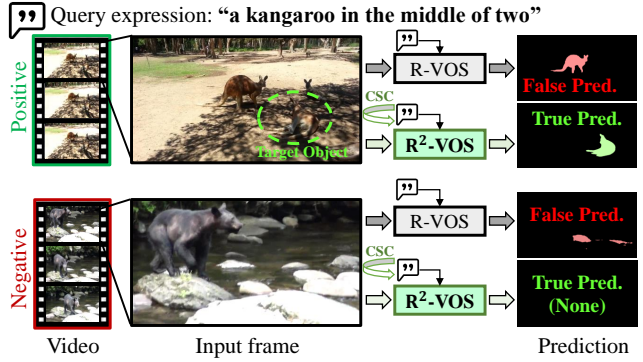 Query expression: "a kangaroo in the middle of two"
Positive
Target Object
R-VOS
False Pred.
CSC
R²-VOS
True Pred.
Negative
R-VOS
False Pred.
CSC
R²-VOS
True Pred.
(None)
Video
Input frame
Prediction